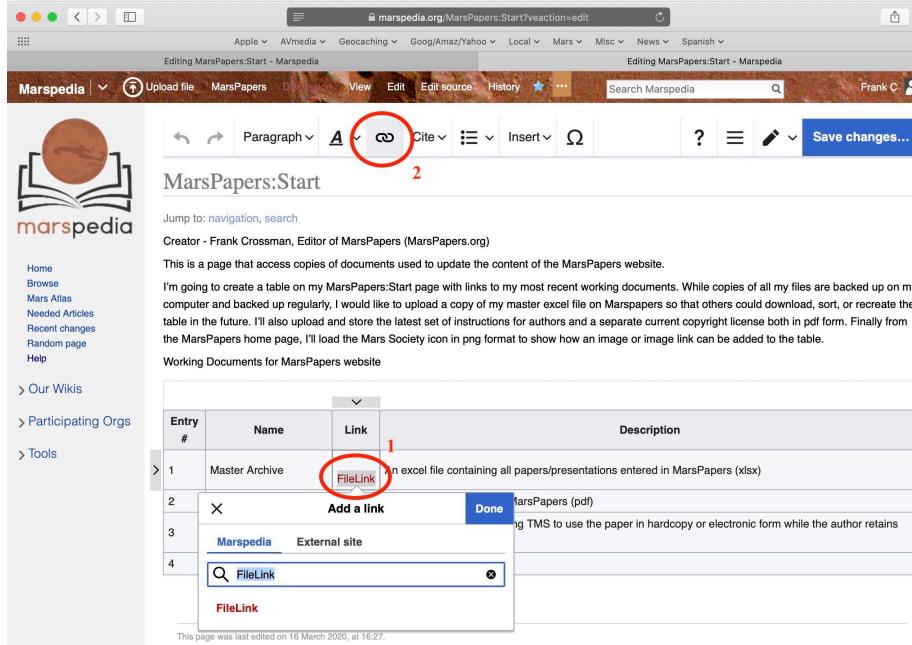 marspedia.org/MarsPapers:Start?veaction=edit
Apple AVmedia Geocaching Goog/Amaz/Yahoo Local Mars Misc News Spanish
Editing MarsPapers:Start – Marspedia
Editing MarsPapers:Start – Marspedia
Marspedia Upload file MarsPapers Discussion View Edit Edit source History Search Marspedia Frank C
Paragraph A Cite Insert Ω ? Save changes...
2
MarsPapers:Start
marspedia
Jump to: navigation, search
Creator - Frank Crossman, Editor of MarsPapers (MarsPapers.org)
This is a page that access copies of documents used to update the content of the MarsPapers website.
I'm going to create a table on my MarsPapers:Start page with links to my most recent working documents. While copies of all my files are backed up on m
computer and backed up regularly, I would like to upload a copy of my master excel file on Marspapers so that others could download, sort, or recreate the
table in the future. I'll also upload and store the latest set of instructions for authors and a separate current copyright license both in pdf form. Finally from
the MarsPapers home page, I'll load the Mars Society icon in png format to show how an image or image link can be added to the table.
Working Documents for MarsPapers website
Home
Browse
Mars Atlas
Needed Articles
Recent changes
Random page
Help
Our Wikis
Participating Orgs
Tools
Entry # Name Link Description
1
1 Master Archive FileLink An excel file containing all papers/presentations entered in MarsPapers (xlsx)
2 MarsPapers (pdf)
3 ng TMS to use the paper in hardcopy or electronic form while the author retains
4
Add a link Done
Marspedia External site
FileLink
FileLink
This page was last edited on 16 March 2020, at 16:27.